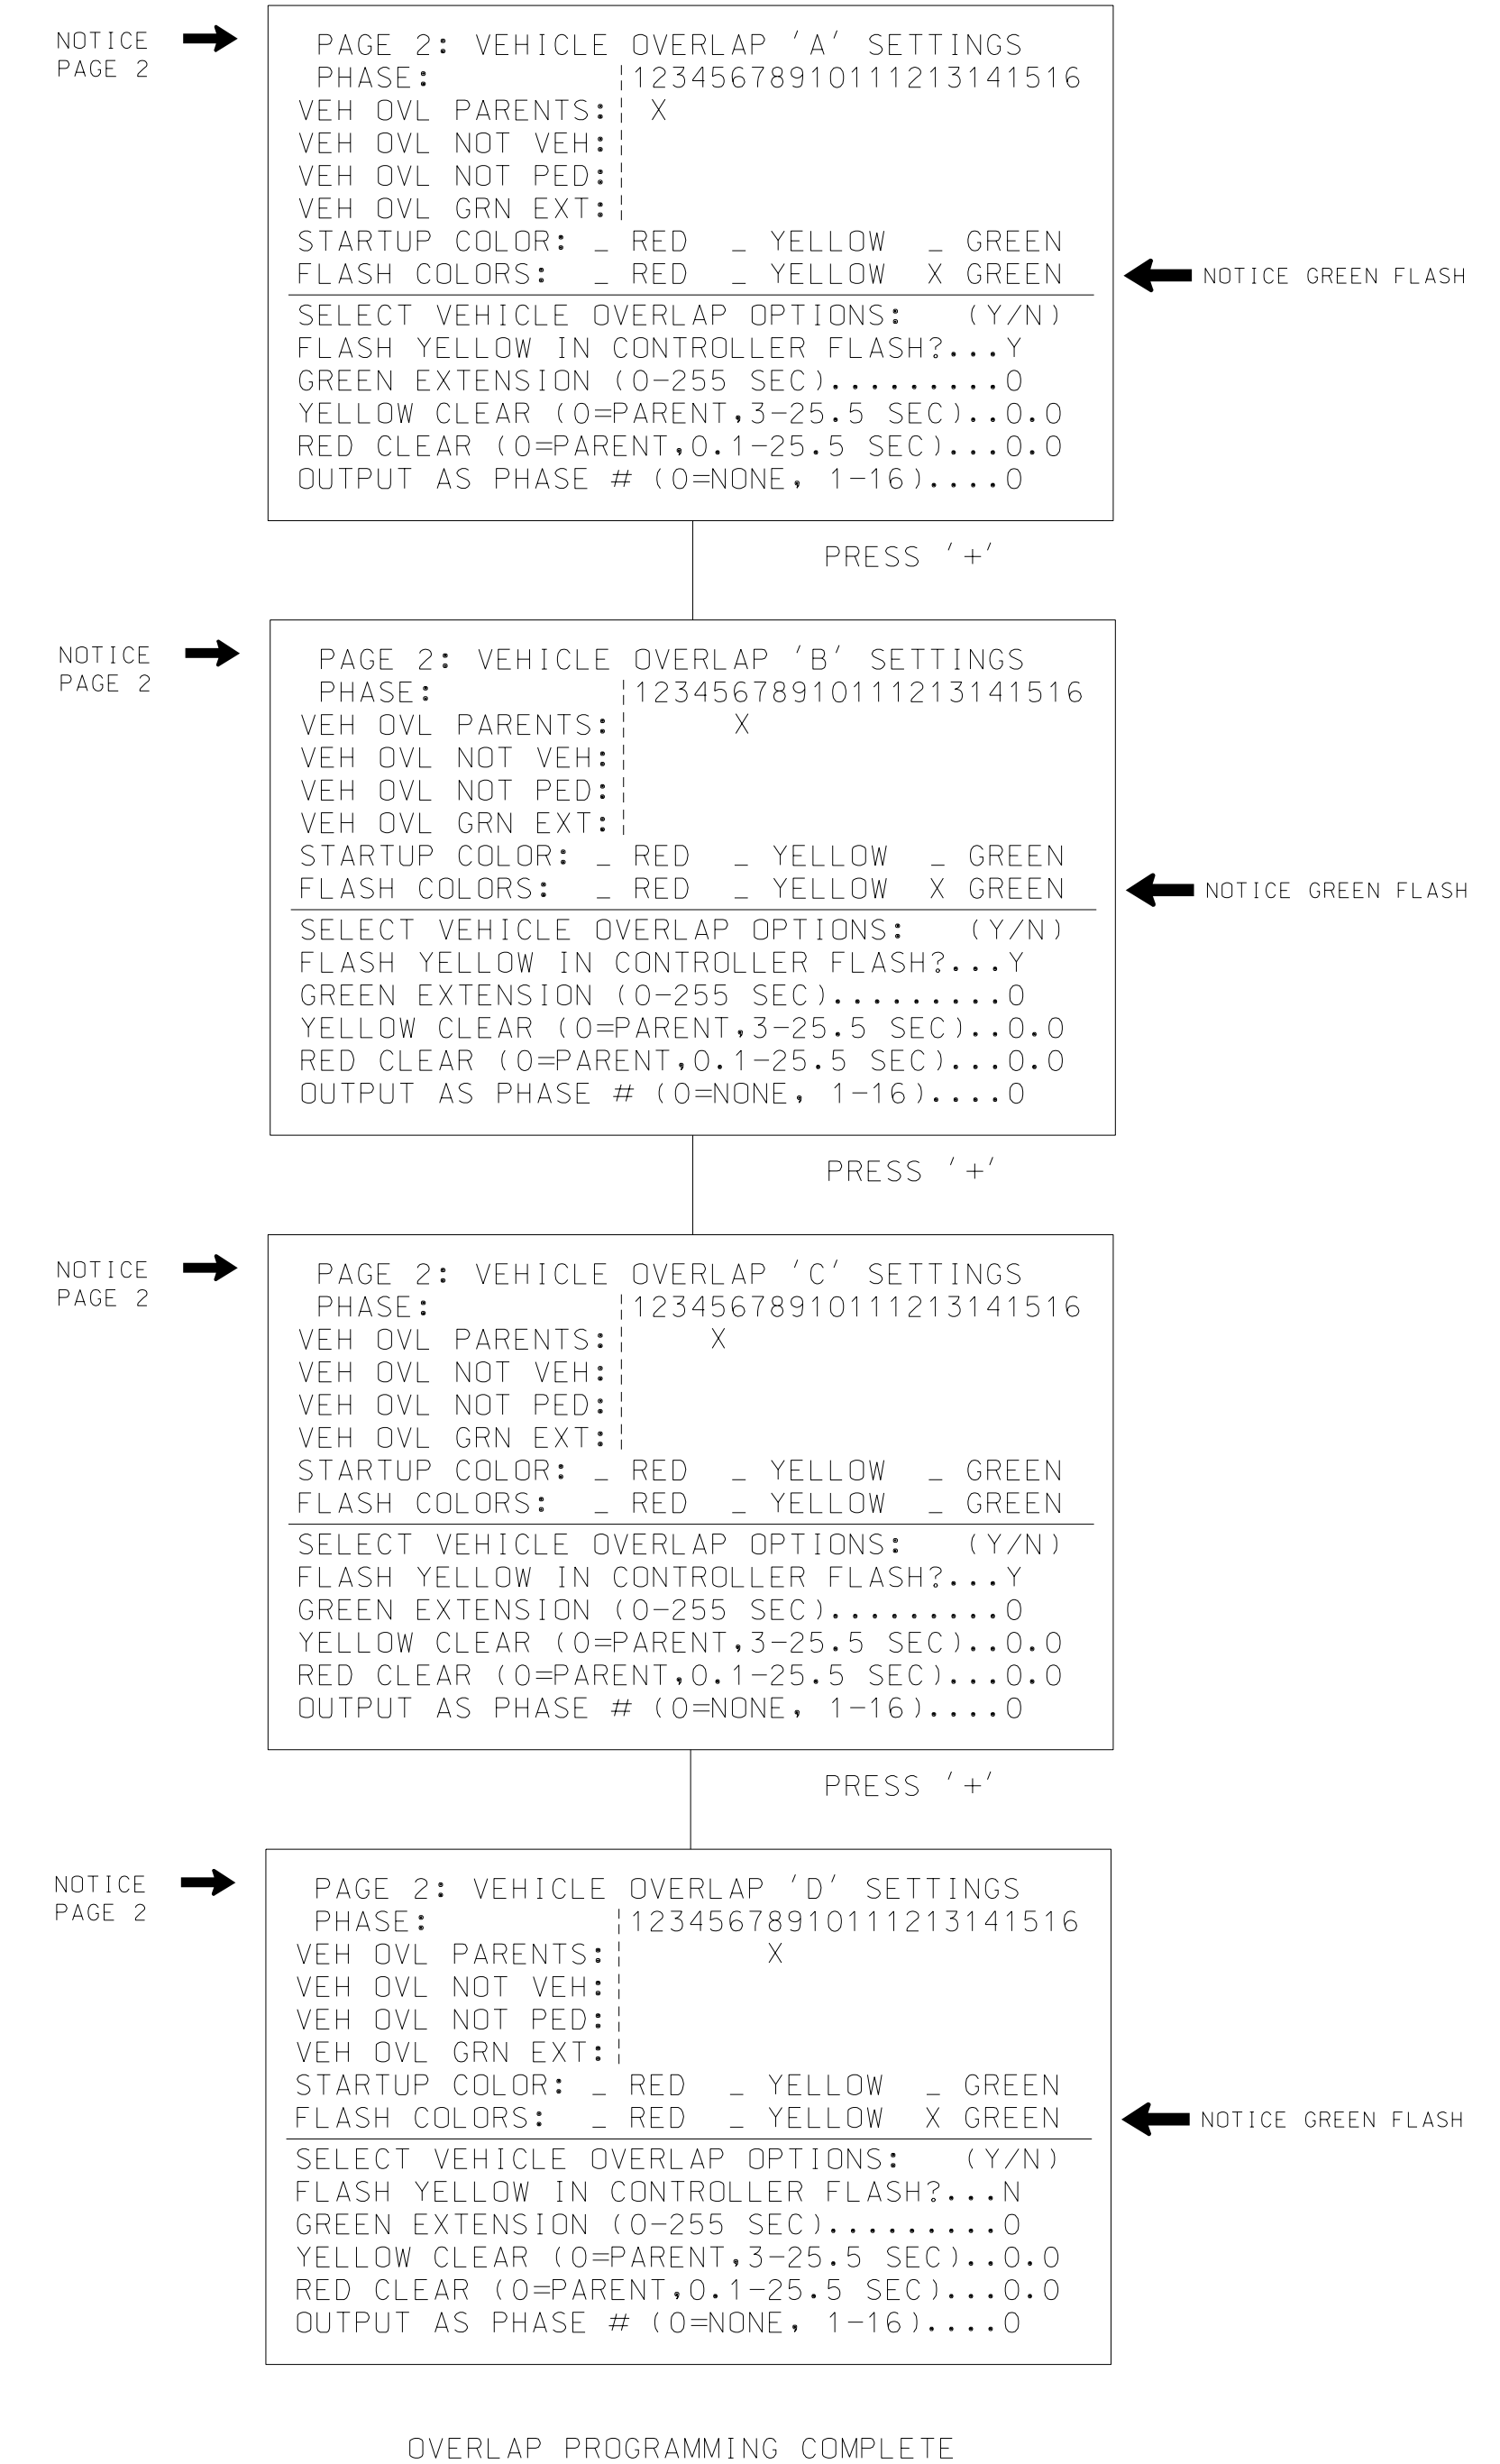 NOTICE
PAGE 2
PAGE 2: VEHICLE OVERLAP 'A' SETTINGS
PHASE: |12345678910111213141516
VEH OVL PARENTS:| X
VEH OVL NOT VEH:|
VEH OVL NOT PED:|
VEH OVL GRN EXT:|
STARTUP COLOR: _ RED _ YELLOW _ GREEN
FLASH COLORS: _ RED _ YELLOW X GREEN
NOTICE GREEN FLASH
SELECT VEHICLE OVERLAP OPTIONS: (Y/N)
FLASH YELLOW IN CONTROLLER FLASH?...Y
GREEN EXTENSION (0-255 SEC).........0
YELLOW CLEAR (0=PARENT,3-25.5 SEC)..0.0
RED CLEAR (0=PARENT,0.1-25.5 SEC)...0.0
OUTPUT AS PHASE # (0=NONE, 1-16)....0
PRESS '+'
NOTICE
PAGE 2
PAGE 2: VEHICLE OVERLAP 'B' SETTINGS
PHASE: |12345678910111213141516
VEH OVL PARENTS:| X
VEH OVL NOT VEH:|
VEH OVL NOT PED:|
VEH OVL GRN EXT:|
STARTUP COLOR: _ RED _ YELLOW _ GREEN
FLASH COLORS: _ RED _ YELLOW X GREEN
NOTICE GREEN FLASH
SELECT VEHICLE OVERLAP OPTIONS: (Y/N)
FLASH YELLOW IN CONTROLLER FLASH?...Y
GREEN EXTENSION (0-255 SEC).........0
YELLOW CLEAR (0=PARENT,3-25.5 SEC)..0.0
RED CLEAR (0=PARENT,0.1-25.5 SEC)...0.0
OUTPUT AS PHASE # (0=NONE, 1-16)....0
PRESS '+'
NOTICE
PAGE 2
PAGE 2: VEHICLE OVERLAP 'C' SETTINGS
PHASE: |12345678910111213141516
VEH OVL PARENTS:| X
VEH OVL NOT VEH:|
VEH OVL NOT PED:|
VEH OVL GRN EXT:|
STARTUP COLOR: _ RED _ YELLOW _ GREEN
FLASH COLORS: _ RED _ YELLOW _ GREEN
SELECT VEHICLE OVERLAP OPTIONS: (Y/N)
FLASH YELLOW IN CONTROLLER FLASH?...Y
GREEN EXTENSION (0-255 SEC).........0
YELLOW CLEAR (0=PARENT,3-25.5 SEC)..0.0
RED CLEAR (0=PARENT,0.1-25.5 SEC)...0.0
OUTPUT AS PHASE # (0=NONE, 1-16)....0
PRESS '+'
NOTICE
PAGE 2
PAGE 2: VEHICLE OVERLAP 'D' SETTINGS
PHASE: |12345678910111213141516
VEH OVL PARENTS:| X
VEH OVL NOT VEH:|
VEH OVL NOT PED:|
VEH OVL GRN EXT:|
STARTUP COLOR: _ RED _ YELLOW _ GREEN
FLASH COLORS: _ RED _ YELLOW X GREEN
NOTICE GREEN FLASH
SELECT VEHICLE OVERLAP OPTIONS: (Y/N)
FLASH YELLOW IN CONTROLLER FLASH?...N
GREEN EXTENSION (0-255 SEC).........0
YELLOW CLEAR (0=PARENT,3-25.5 SEC)..0.0
RED CLEAR (0=PARENT,0.1-25.5 SEC)...0.0
OUTPUT AS PHASE # (0=NONE, 1-16)....0
OVERLAP PROGRAMMING COMPLETE